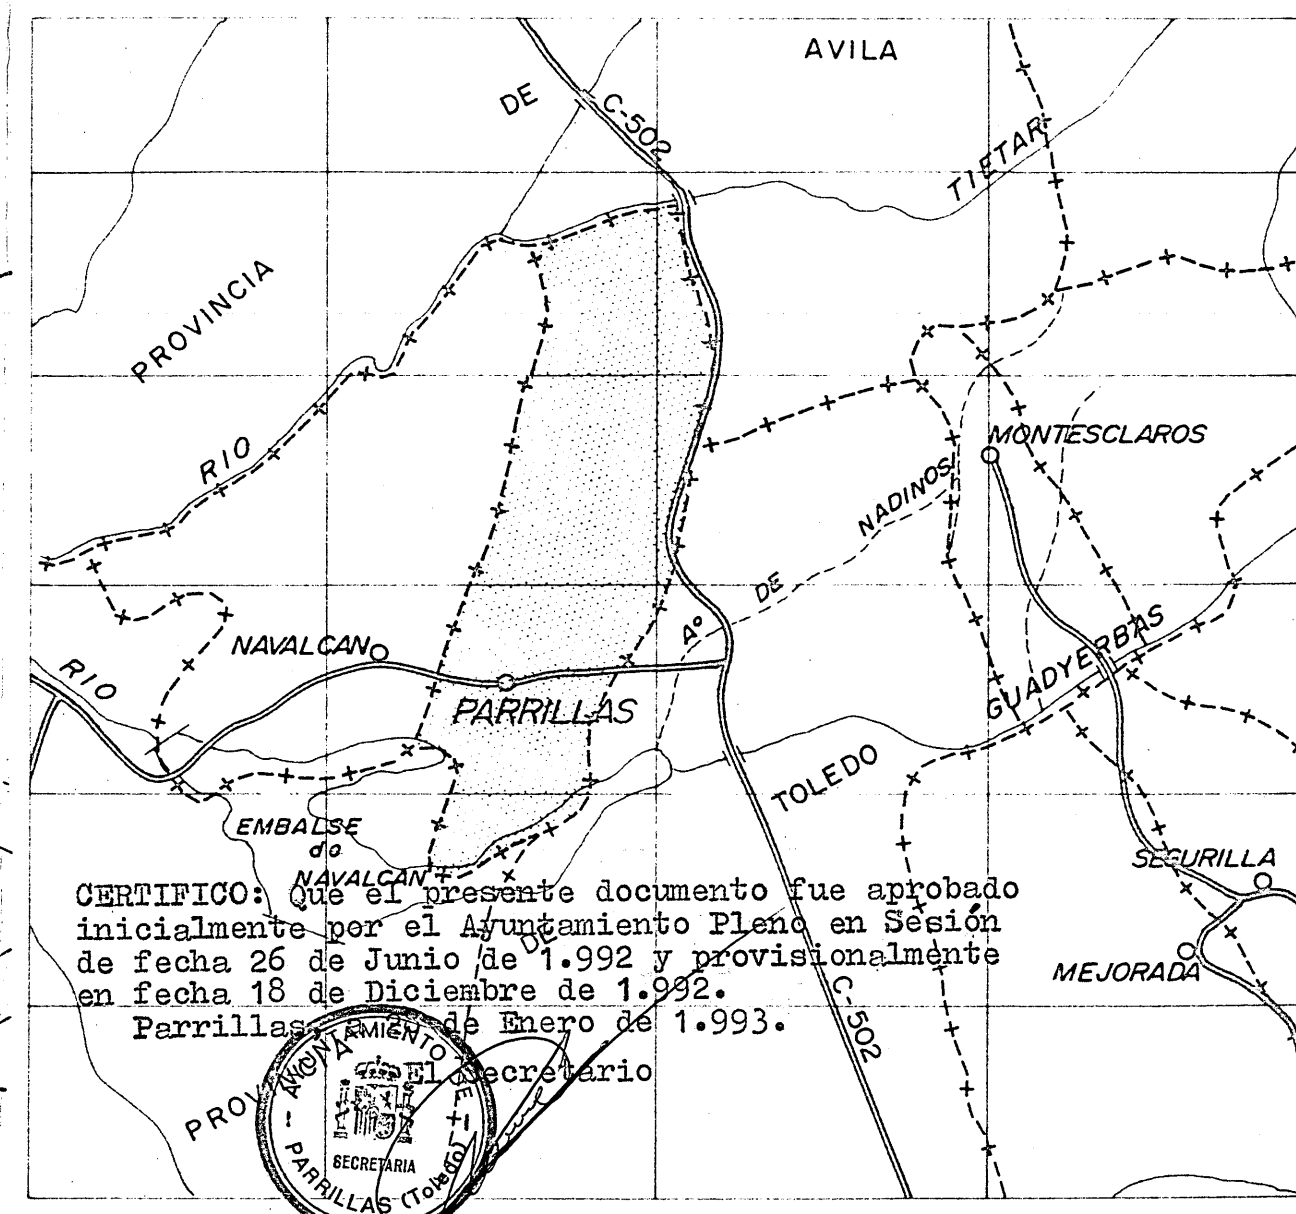 AVILA
DE
C-502
TIETAR
PROVINCIA
RIO
MONTESCLAROS
NADINOS
DE
Aº
NAVALCAN
RIO
PARRILLAS
GUADYERBAS
TOLEDO
EMBALSE
de
NAVALCAN
SEGURILLA
MEJORADA
C-502
DE
CERTIFICO: Que el presente documento fue aprobado
inicialmente por el Ayuntamiento Pleno en Sesión
de fecha 26 de Junio de 1.992 y provisionalmente
en fecha 18 de Diciembre de 1.992.
Parrillas, de Enero de 1.993.
El Secretario
PROV
AYUNTAMIENTO DE
PARRILLAS (Toledo)
SECRETARIA